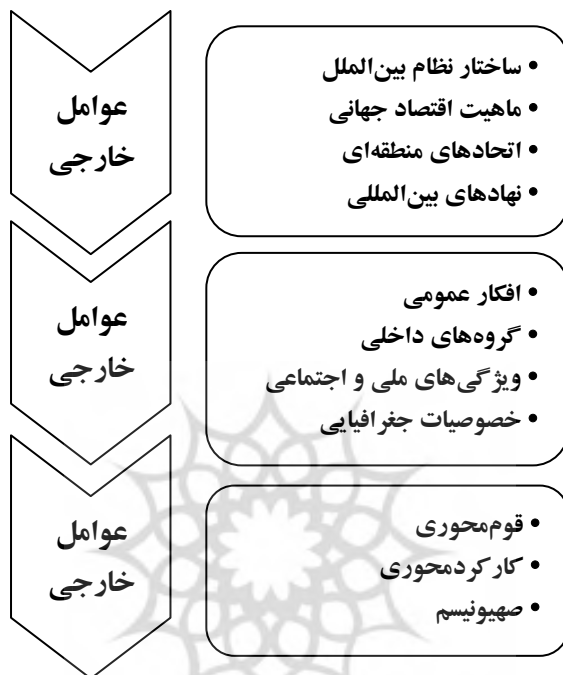 عوامل
خارجی
• ساختار نظام بین‌الملل
• ماهیت اقتصاد جهانی
• اتحادهای منطقه‌ای
• نهادهای بین‌المللی
عوامل
خارجی
• افکار عمومی
• گروه‌های داخلی
• ویژگی‌های ملی و اجتماعی
• خصوصیات جغرافیایی
عوامل
خارجی
• قوم‌محوری
• کارکردمحوری
• صهیونیسم